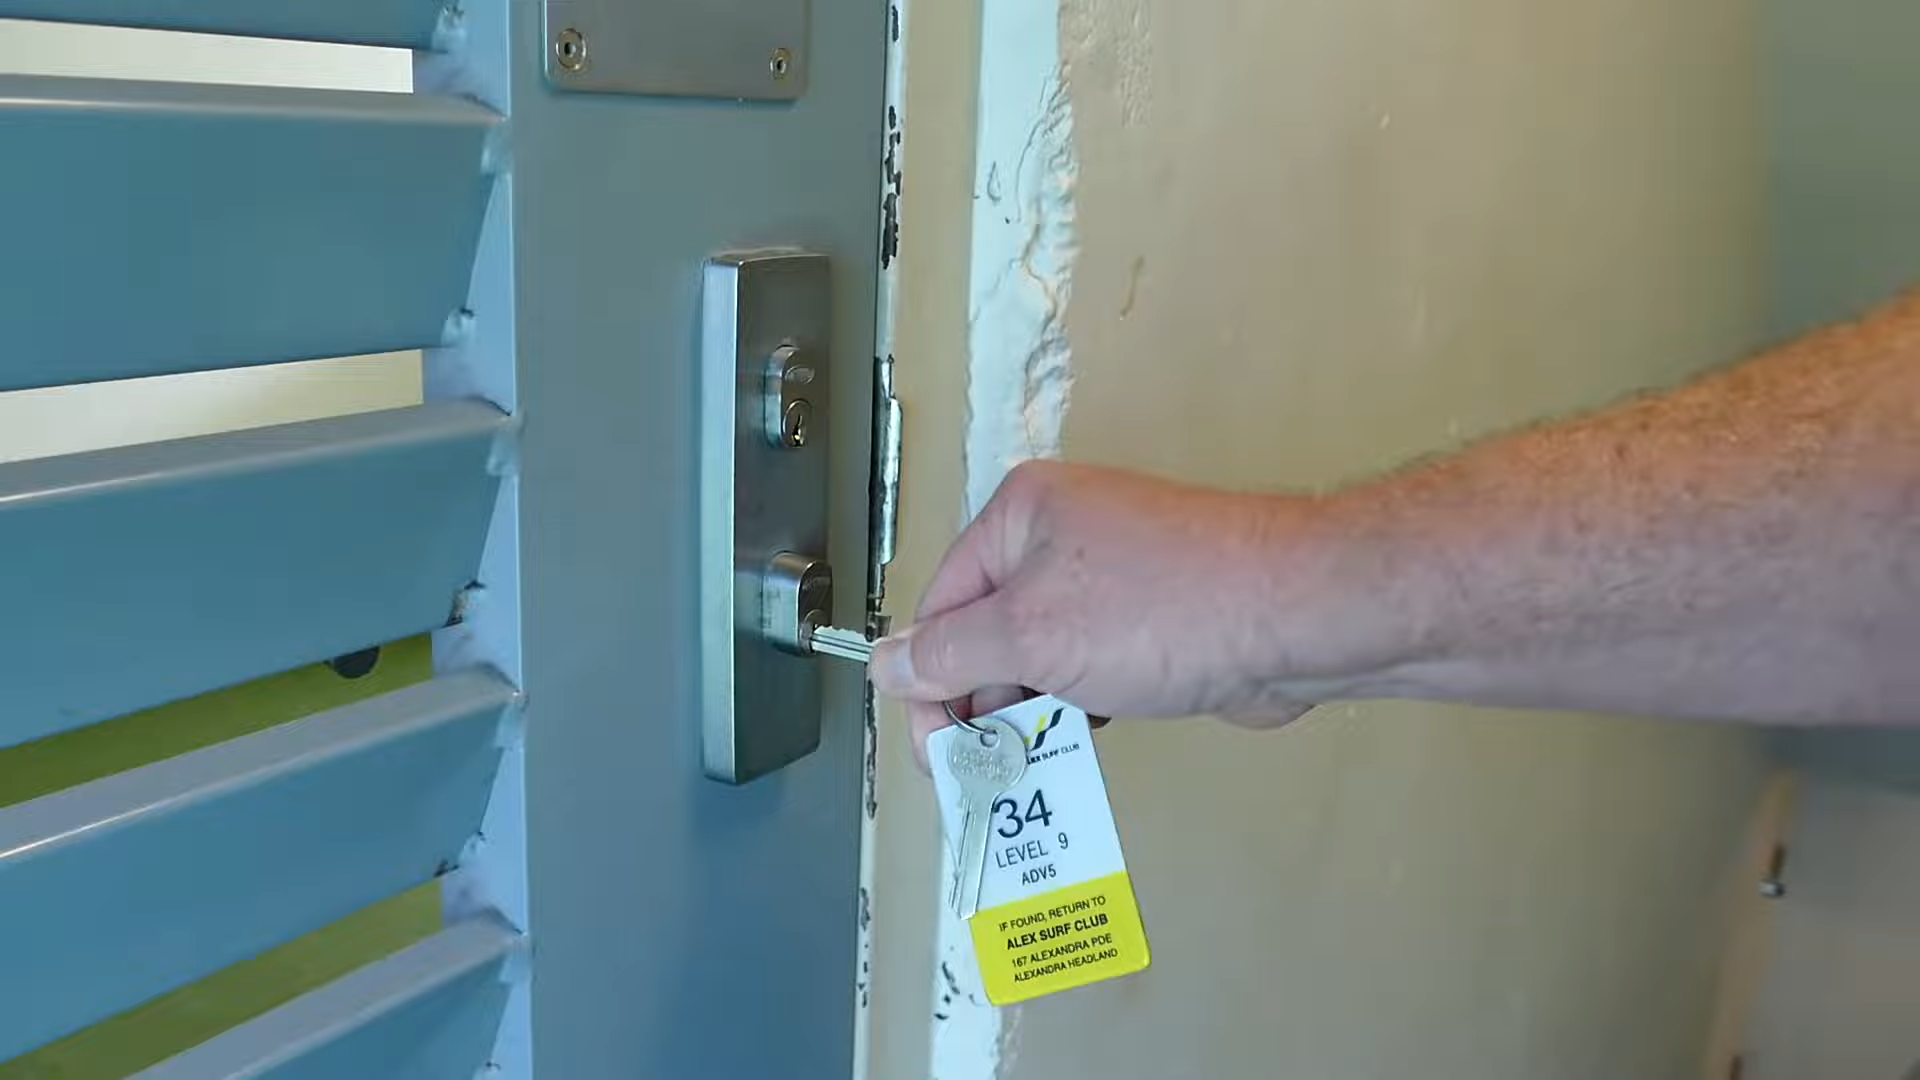 ALEX SURF CLUB
34
LEVEL 9
ADV5
IF FOUND, RETURN TO
ALEX SURF CLUB
167 ALEXANDRA PDE
ALEXANDRA HEADLAND